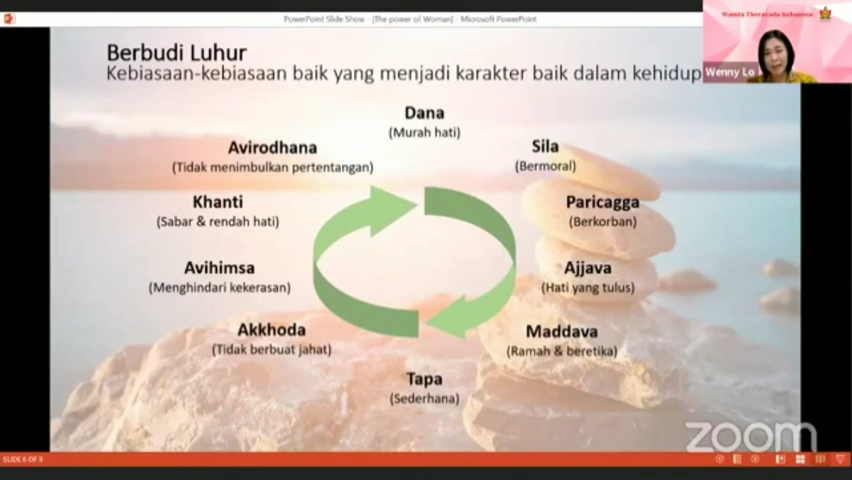 PowerPoint Slide Show - [The power of Woman] - Microsoft PowerPoint
Wanita Theravada Indonesia
Wenny Lo
Berbudi Luhur
Kebiasaan-kebiasaan baik yang menjadi karakter baik dalam kehidup
Dana
(Murah hati)
Sila
(Bermoral)
Paricagga
(Berkorban)
Ajjava
(Hati yang tulus)
Maddava
(Ramah & beretika)
Tapa
(Sederhana)
Akkhoda
(Tidak berbuat jahat)
Avihimsa
(Menghindari kekerasan)
Khanti
(Sabar & rendah hati)
Avirodhana
(Tidak menimbulkan pertentangan)
zoom
SLIDE 6 OF 8